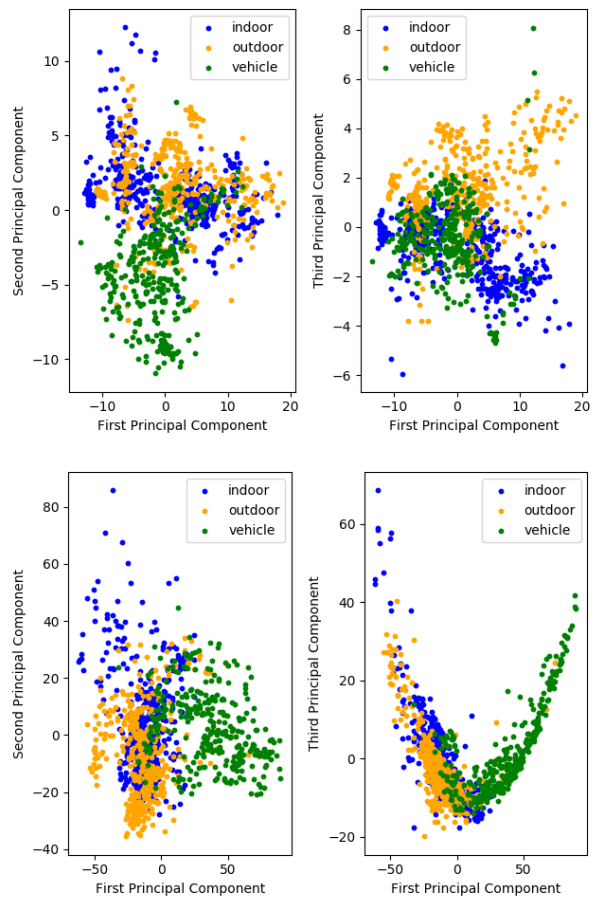 indoor
outdoor
vehicle
10
5
0
−5
−10
Second Principal Component
−10
0
10
20
First Principal Component
indoor
outdoor
vehicle
8
6
4
2
0
−2
−4
−6
Third Principal Component
−10
0
10
20
First Principal Component
indoor
outdoor
vehicle
80
60
40
20
0
−20
−40
Second Principal Component
−50
0
50
First Principal Component
indoor
outdoor
vehicle
60
40
20
0
−20
Third Principal Component
−50
0
50
First Principal Component